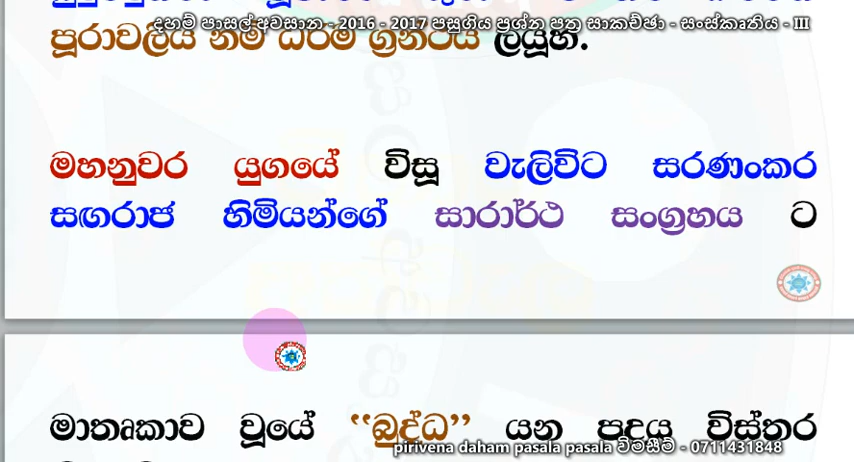 දහම් පාසල් අවසාන - 2016 - 2017 පසුගිය ප්‍රශ්න පත්‍ර සාකච්ඡා - සංස්කෘතිය - III
පූරාවලිය නම් ධර්ම ග්‍රන්ථය ලියූහ.
මහනුවර යුගයේ විසූ වැලිවිට සරණංකර
සඟරාජ හිමියන්ගේ සාරාර්ථ සංග්‍රහය ට
මාතෘකාව වූයේ “බුද්ධ” යන පදය විස්තර
pirivena daham pasala pasala විමසීම් - 0711431848